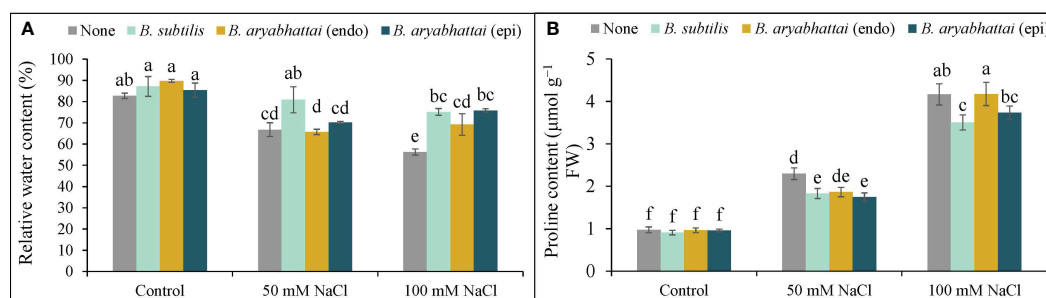 A
None B. subtilis B. aryabhattai (endo) B. aryabhattai (epi)
Relative water content (%)
100
90
80
70
60
50
40
30
20
10
0
ab a a a
cd ab d cd
e bc cd bc
Control 50 mM NaCl 100 mM NaCl
B
None B. subtilis B. aryabhattai (endo) B. aryabhattai (epi)
Proline content (µmol g⁻¹
FW)
5
4
3
2
1
0
f f f f
d e de e
ab c a bc
Control 50 mM NaCl 100 mM NaCl